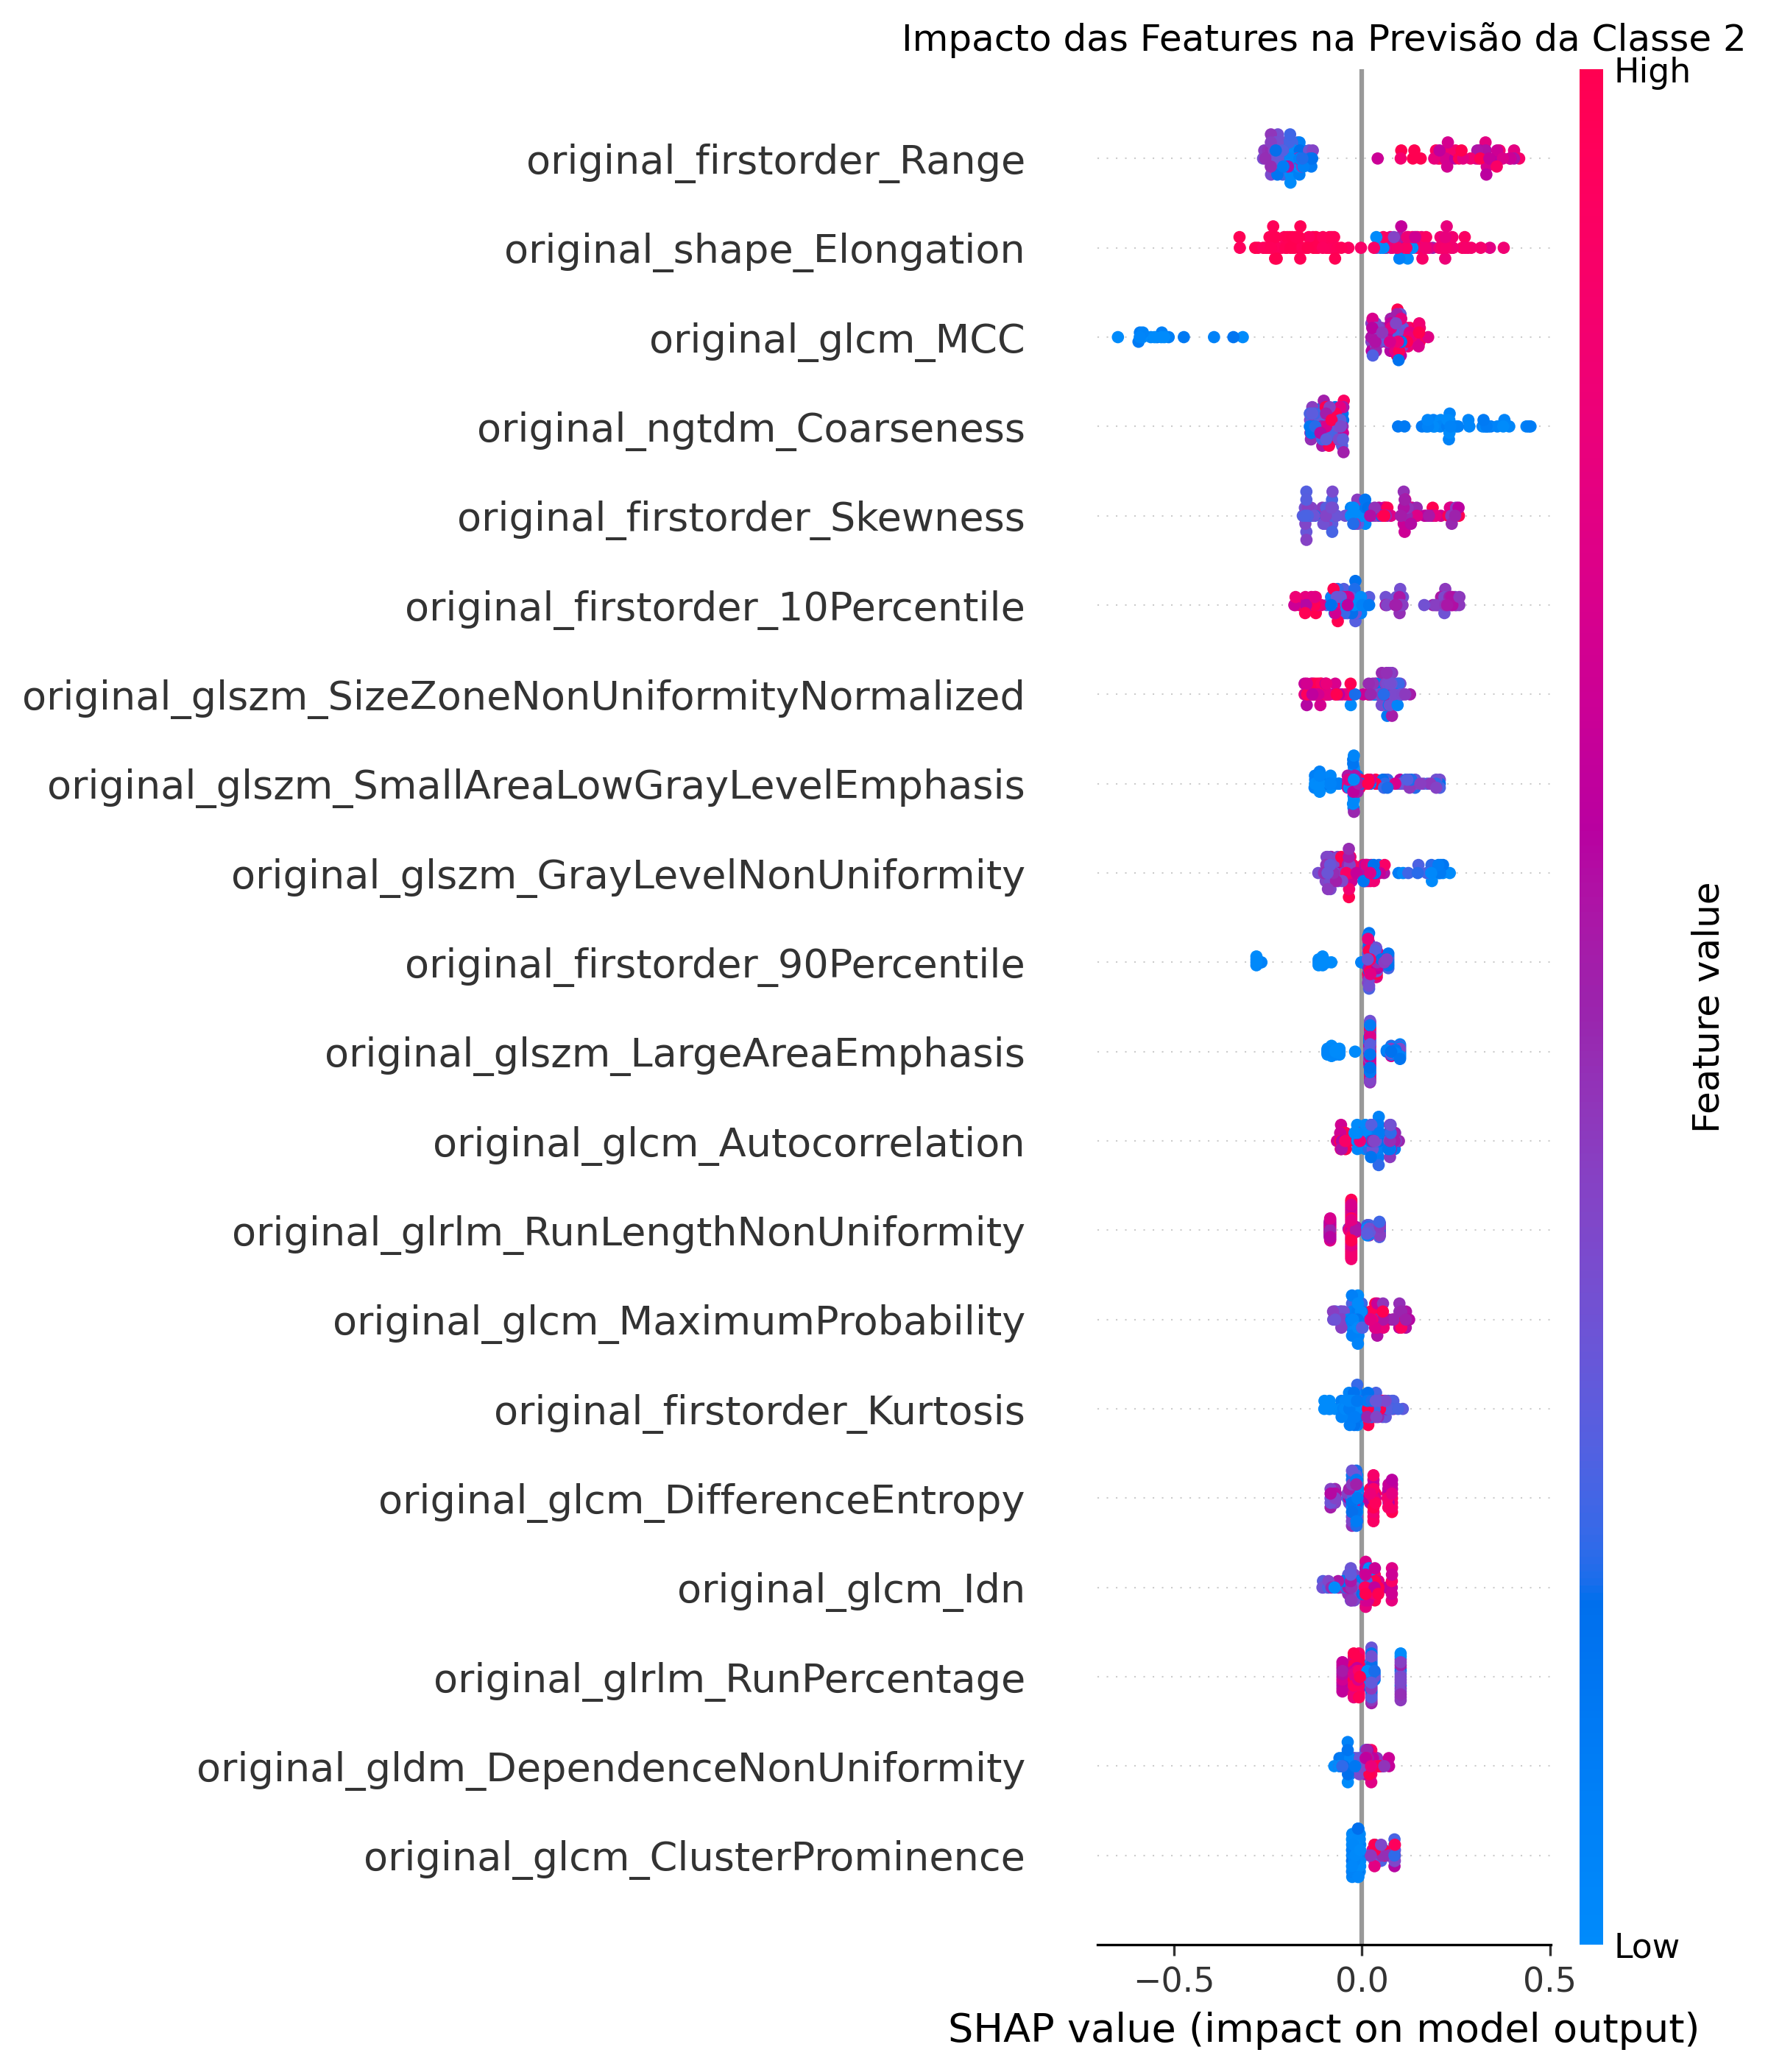 Impacto das Features na Previsão da Classe 2
High
original_firstorder_Range
original_shape_Elongation
original_glcm_MCC
original_ngtdm_Coarseness
original_firstorder_Skewness
original_firstorder_10Percentile
original_glszm_SizeZoneNonUniformityNormalized
original_glszm_SmallAreaLowGrayLevelEmphasis
original_glszm_GrayLevelNonUniformity
original_firstorder_90Percentile
original_glszm_LargeAreaEmphasis
original_glcm_Autocorrelation
original_glrlm_RunLengthNonUniformity
original_glcm_MaximumProbability
original_firstorder_Kurtosis
original_glcm_DifferenceEntropy
original_glcm_Idn
original_glrlm_RunPercentage
original_gldm_DependenceNonUniformity
original_glcm_ClusterProminence
Feature value
Low
−0.5 0.0 0.5
SHAP value (impact on model output)